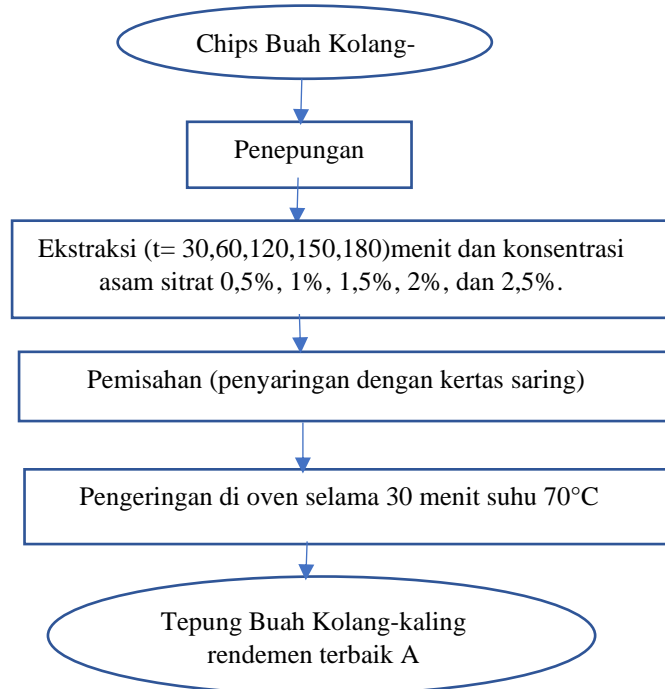 Chips Buah Kolang-
Penepungan
Ekstraksi (t= 30,60,120,150,180)menit dan konsentrasi
asam sitrat 0,5%, 1%, 1,5%, 2%, dan 2,5%.
Pemisahan (penyaringan dengan kertas saring)
Pengeringan di oven selama 30 menit suhu 70°C
Tepung Buah Kolang-kaling
rendemen terbaik A